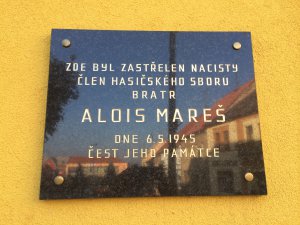 ZDE BYL ZASTŘELEN NACISTY
ČLEN HASIČSKÉHO SBORU
BRATR
ALOIS MAREŠ
DNE 6.5.1945
ČEST JEHO PAMÁTCE